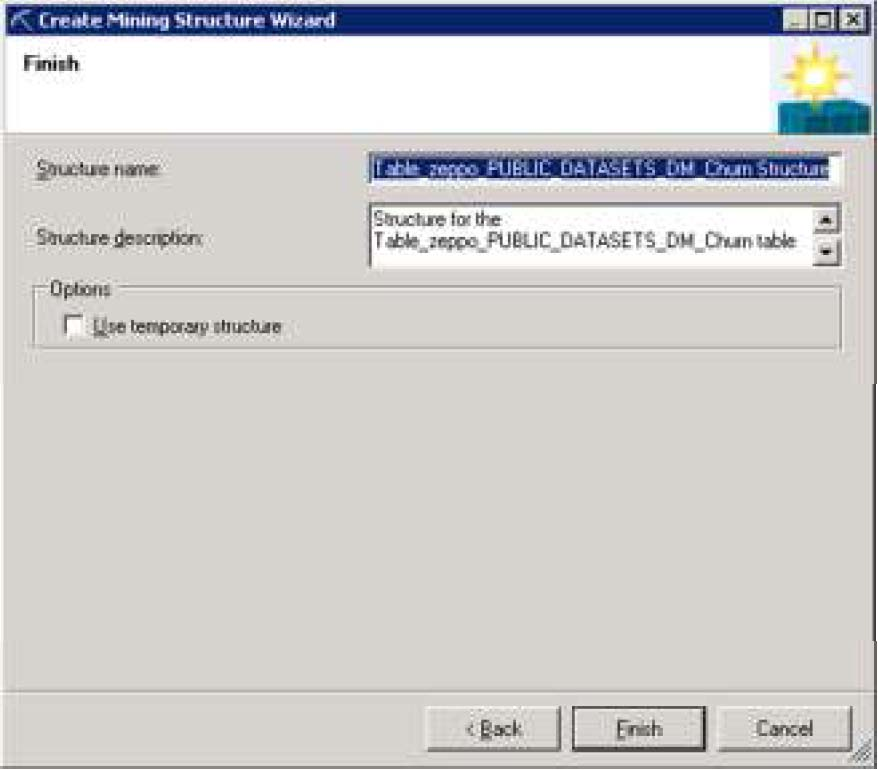 Create Mining Structure Wizard
Finish
Structure name:
Table_zeppo_PUBLIC_DATASETS_DM_Churn Structure
Structure description:
Structure for the
Table_zeppo_PUBLIC_DATASETS_DM_Churn table
Options
Use temporary structure
< Back
Finish
Cancel